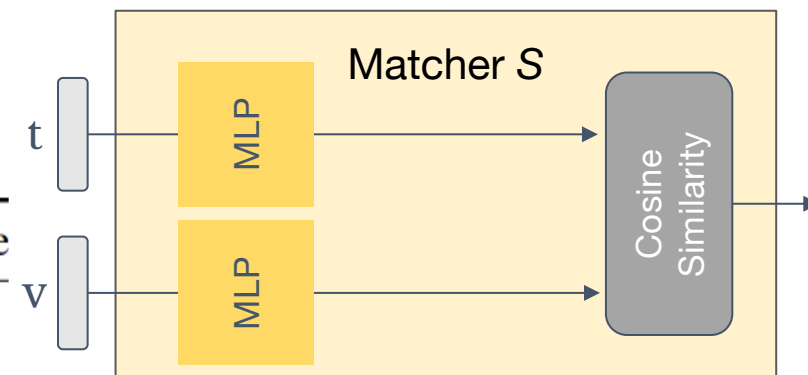 Matcher S
t
MLP
Cosine
Similarity
e
v
MLP